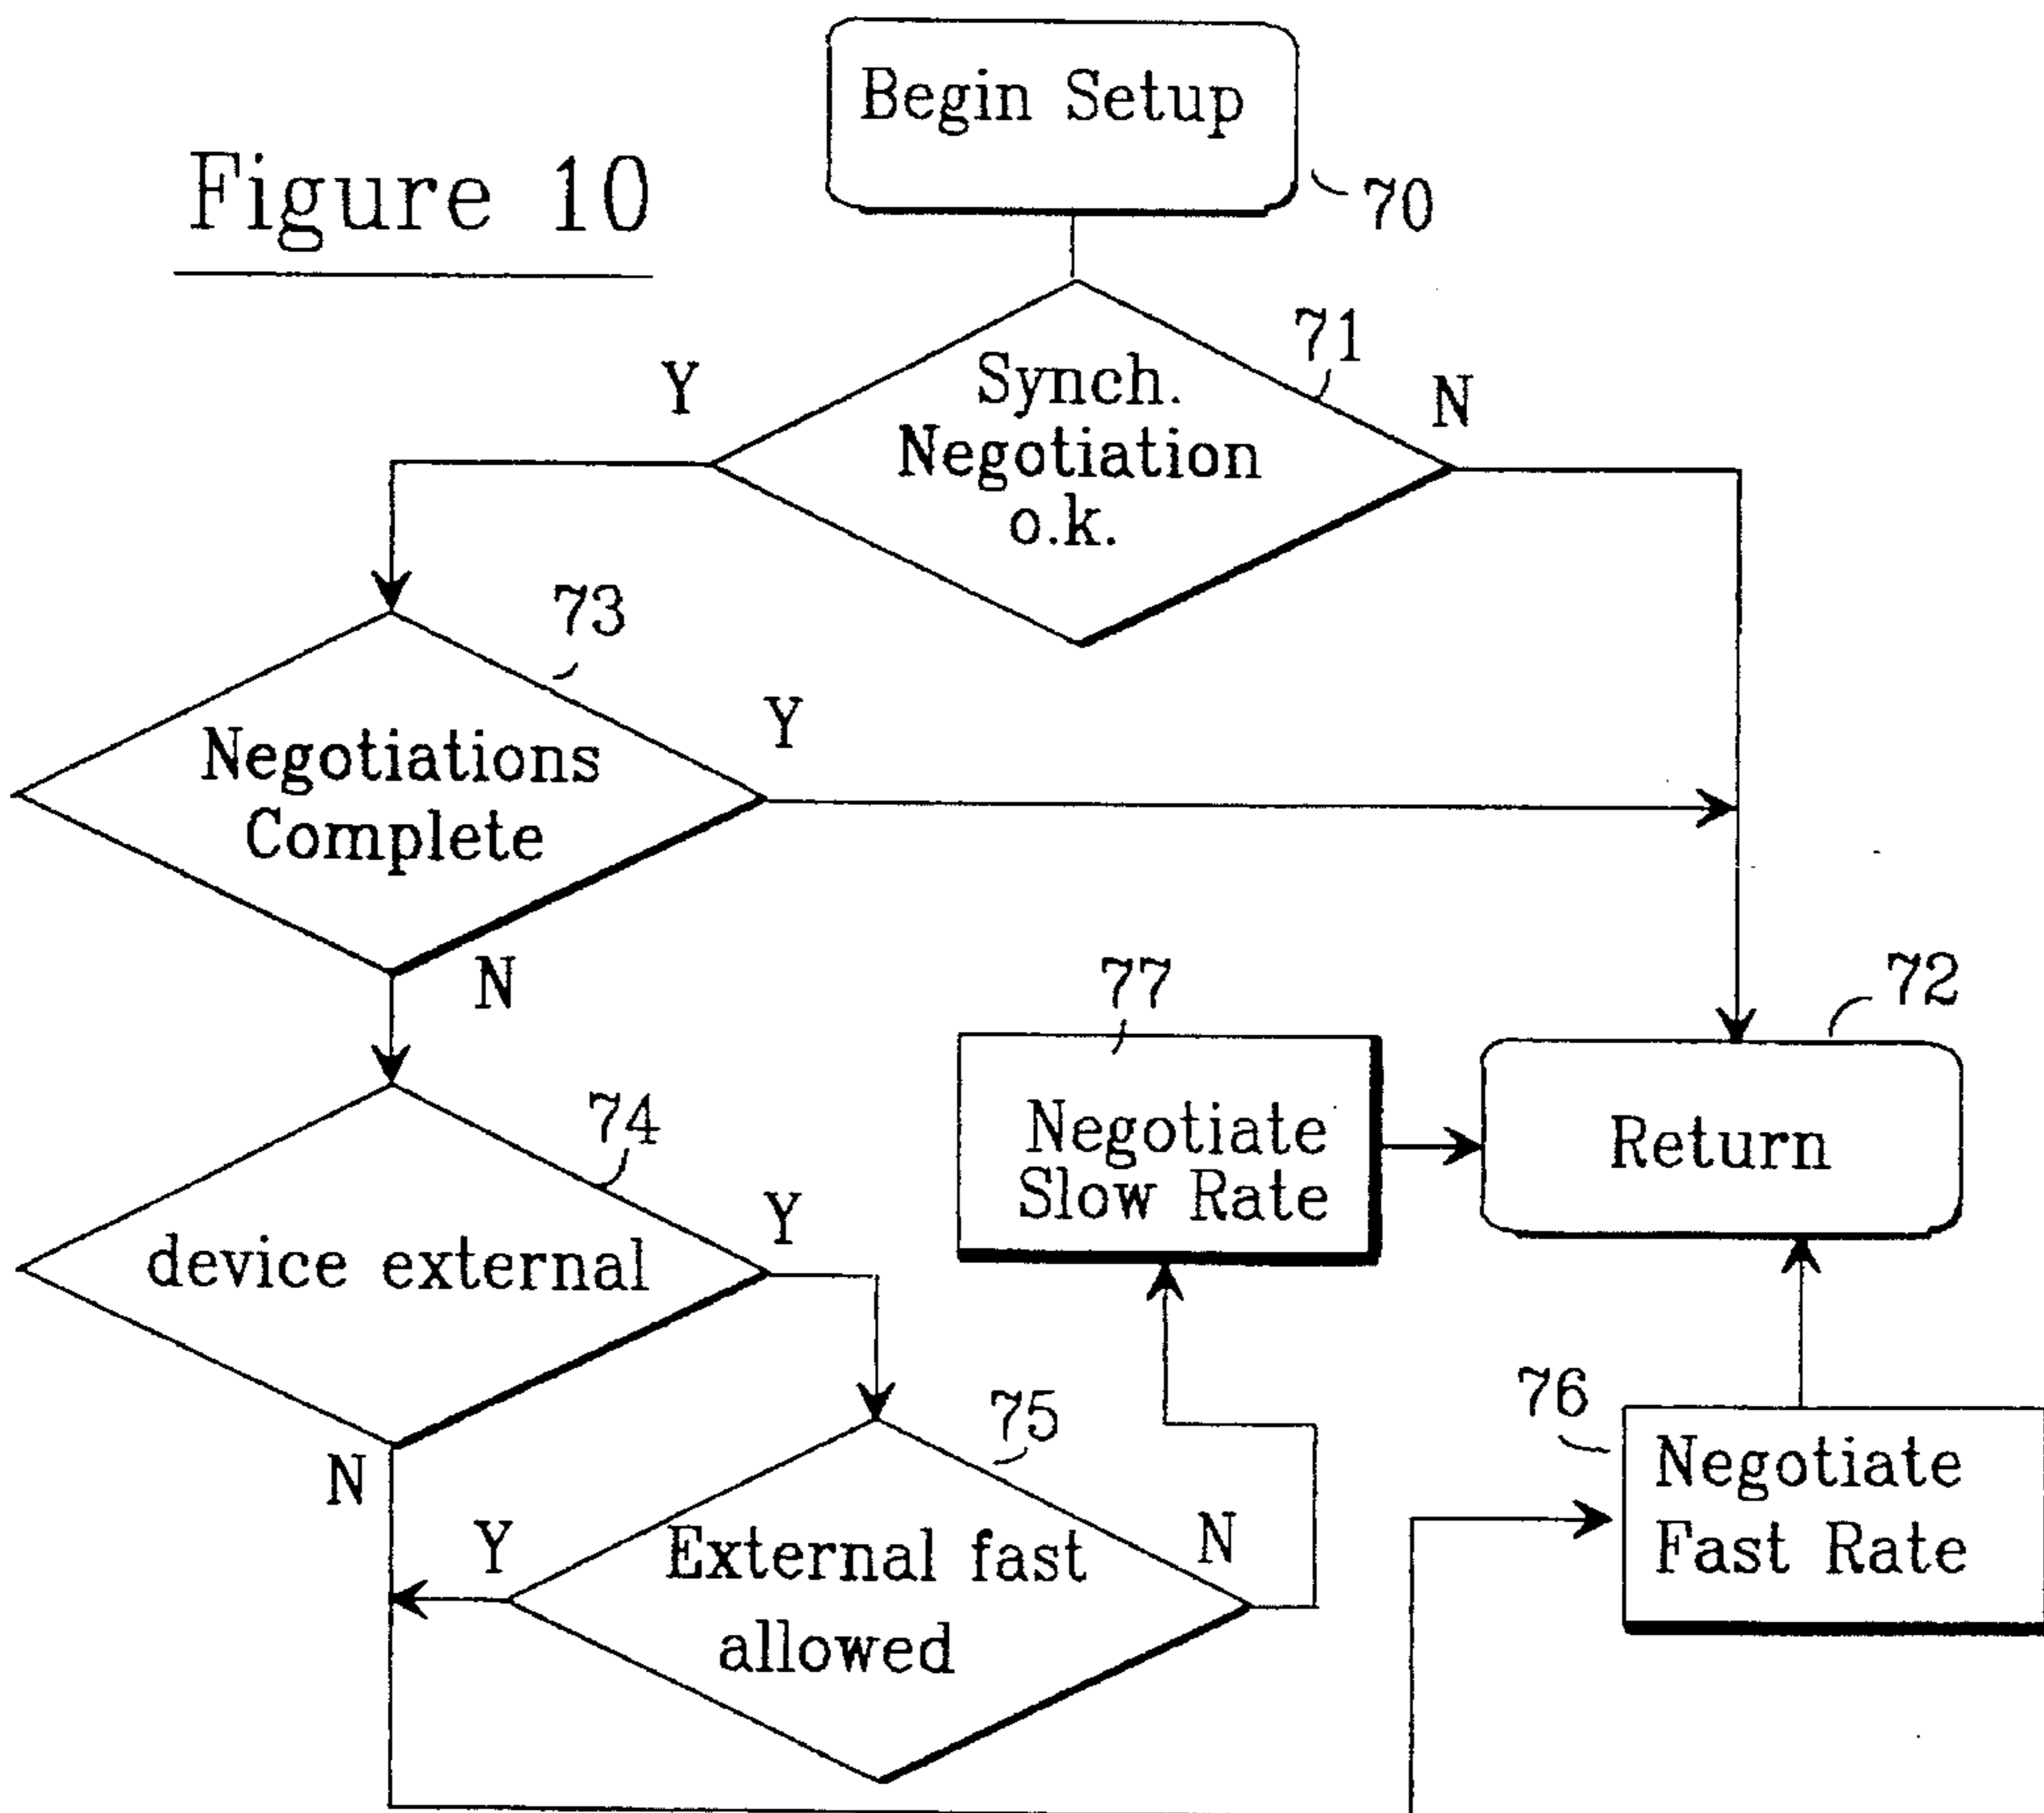 Begin Setup
Figure 10
70
71
Y
Synch.
N
Negotiation
o.k.
73
Y
Negotiations
Complete
N
77
72
74
Negotiate
Return
Slow Rate
Y
device external
75
76
N
Negotiate
Y
External fast
N
Fast Rate
allowed